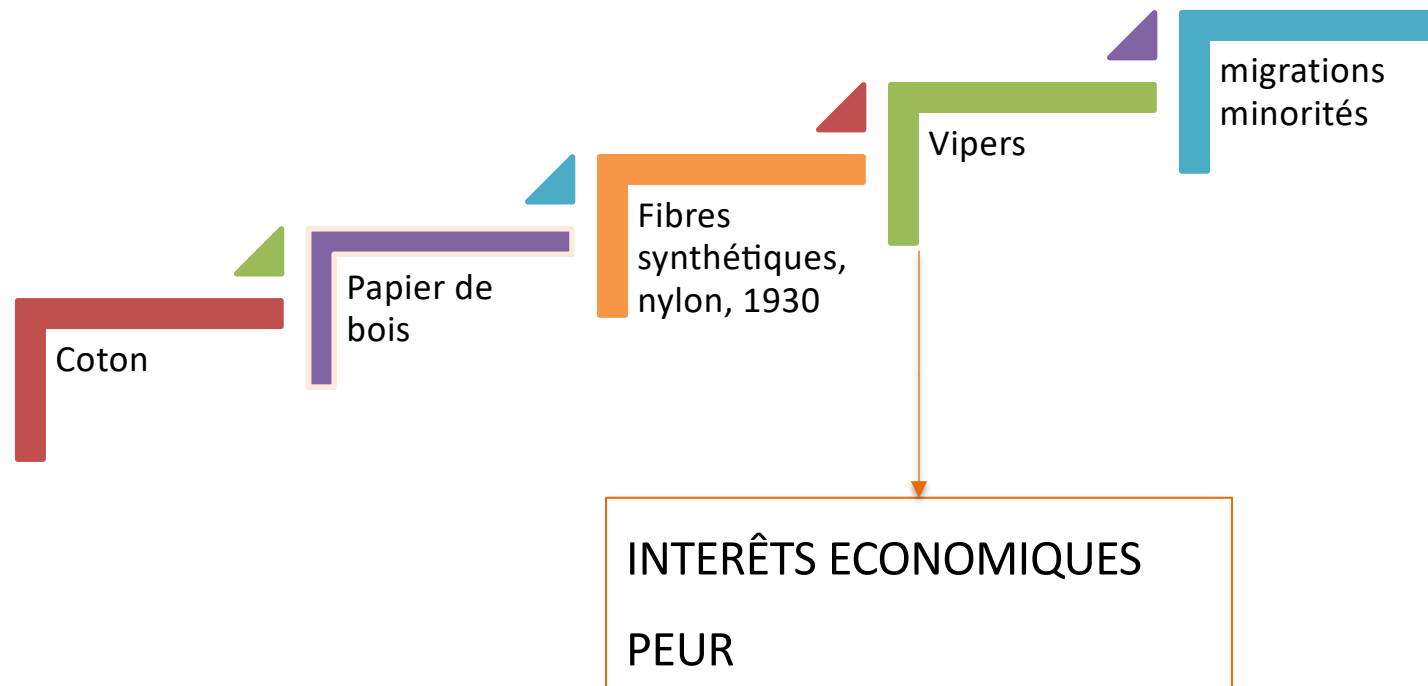 Coton
Papier de
bois
Fibres
synthétiques,
nylon, 1930
Vipers
migrations
minorités
INTERÊTS ECONOMIQUES
PEUR